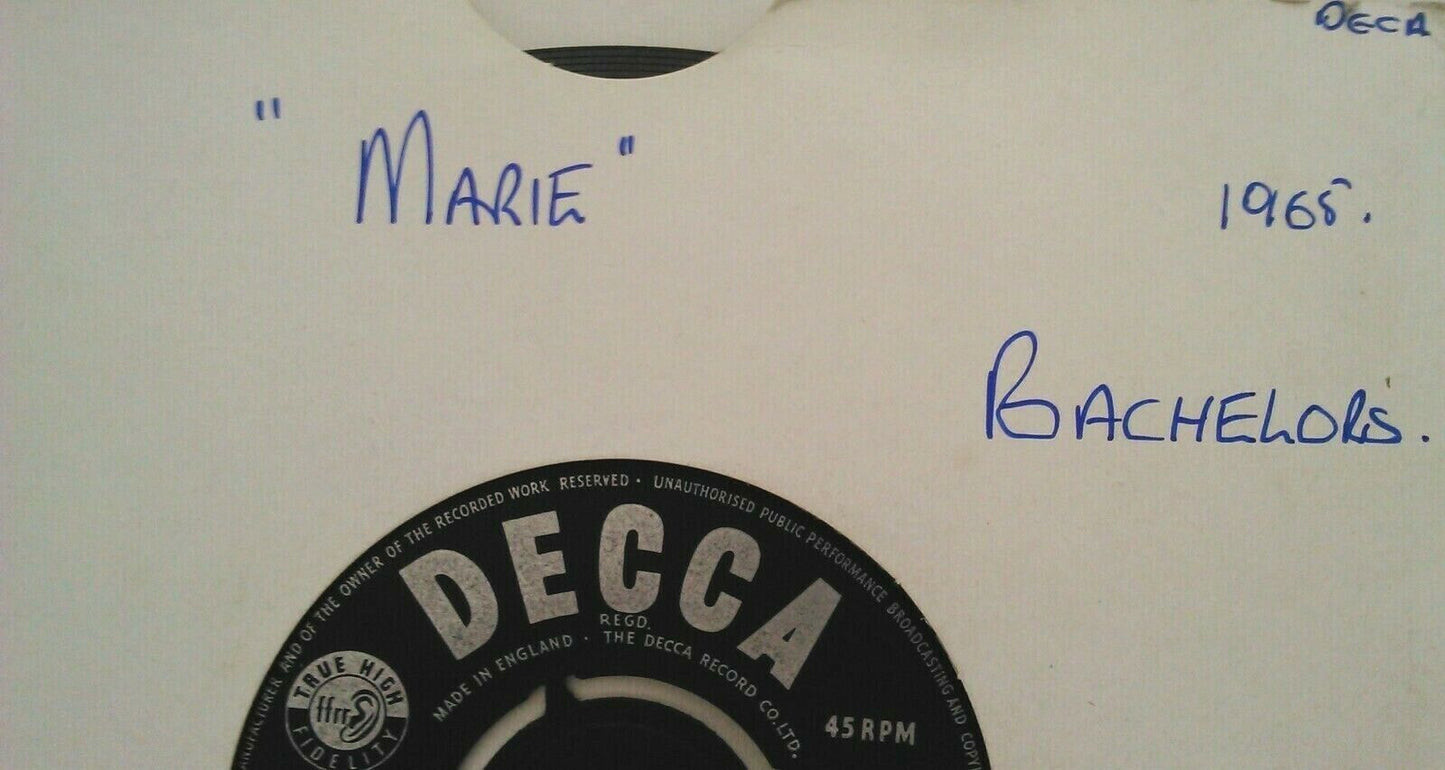 DECCA
"MARIE"
1965.
BACHELORS.
MANUFACTURER AND OF THE OWNER OF THE RECORDED WORK RESERVED · UNAUTHORISED PUBLIC PERFORMANCE BROADCASTING AND
DECCA
REGD.
MADE IN ENGLAND · THE DECCA RECORD CO. LTD.
TRUE HIGH
ffrr
FIDELITY
45 RPM